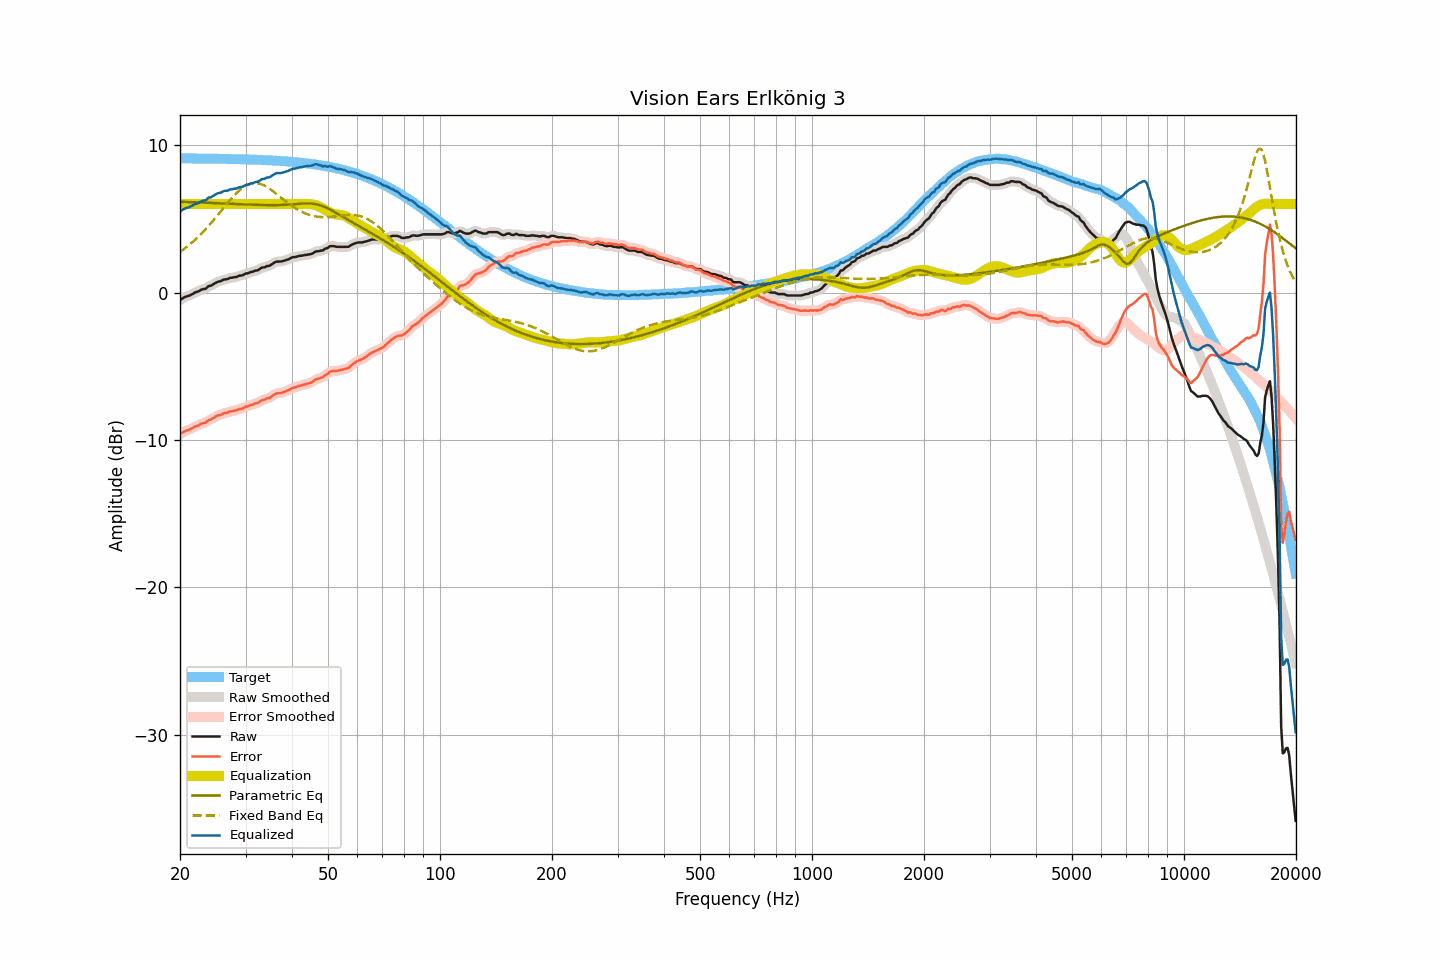 Vision Ears Erlkönig 3
10
0
−10
−20
−30
Amplitude (dBr)
Target
Raw Smoothed
Error Smoothed
Raw
Error
Equalization
Parametric Eq
Fixed Band Eq
Equalized
20 50 100 200 500 1000 2000 5000 10000 20000
Frequency (Hz)